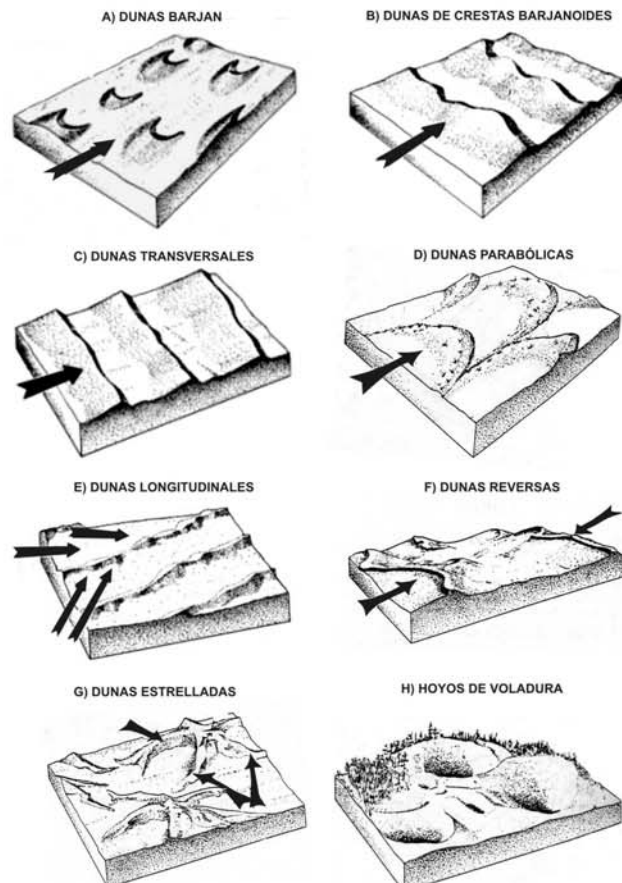 A) DUNAS BARJAN
B) DUNAS DE CRESTAS BARJANOIDES
C) DUNAS TRANSVERSALES
D) DUNAS PARABÓLICAS
E) DUNAS LONGITUDINALES
F) DUNAS REVERSAS
G) DUNAS ESTRELLADAS
H) HOYOS DE VOLADURA